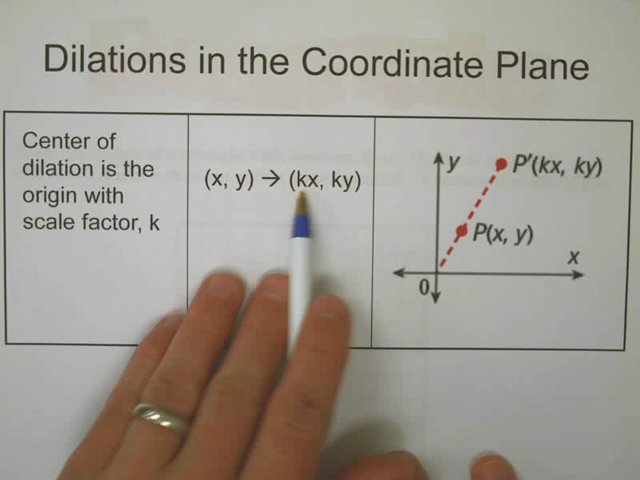 Dilations in the Coordinate Plane
Center of
dilation is the
origin with
scale factor, k
(x, y) → (kx, ky)
y
P′(kx, ky)
P(x, y)
x
0